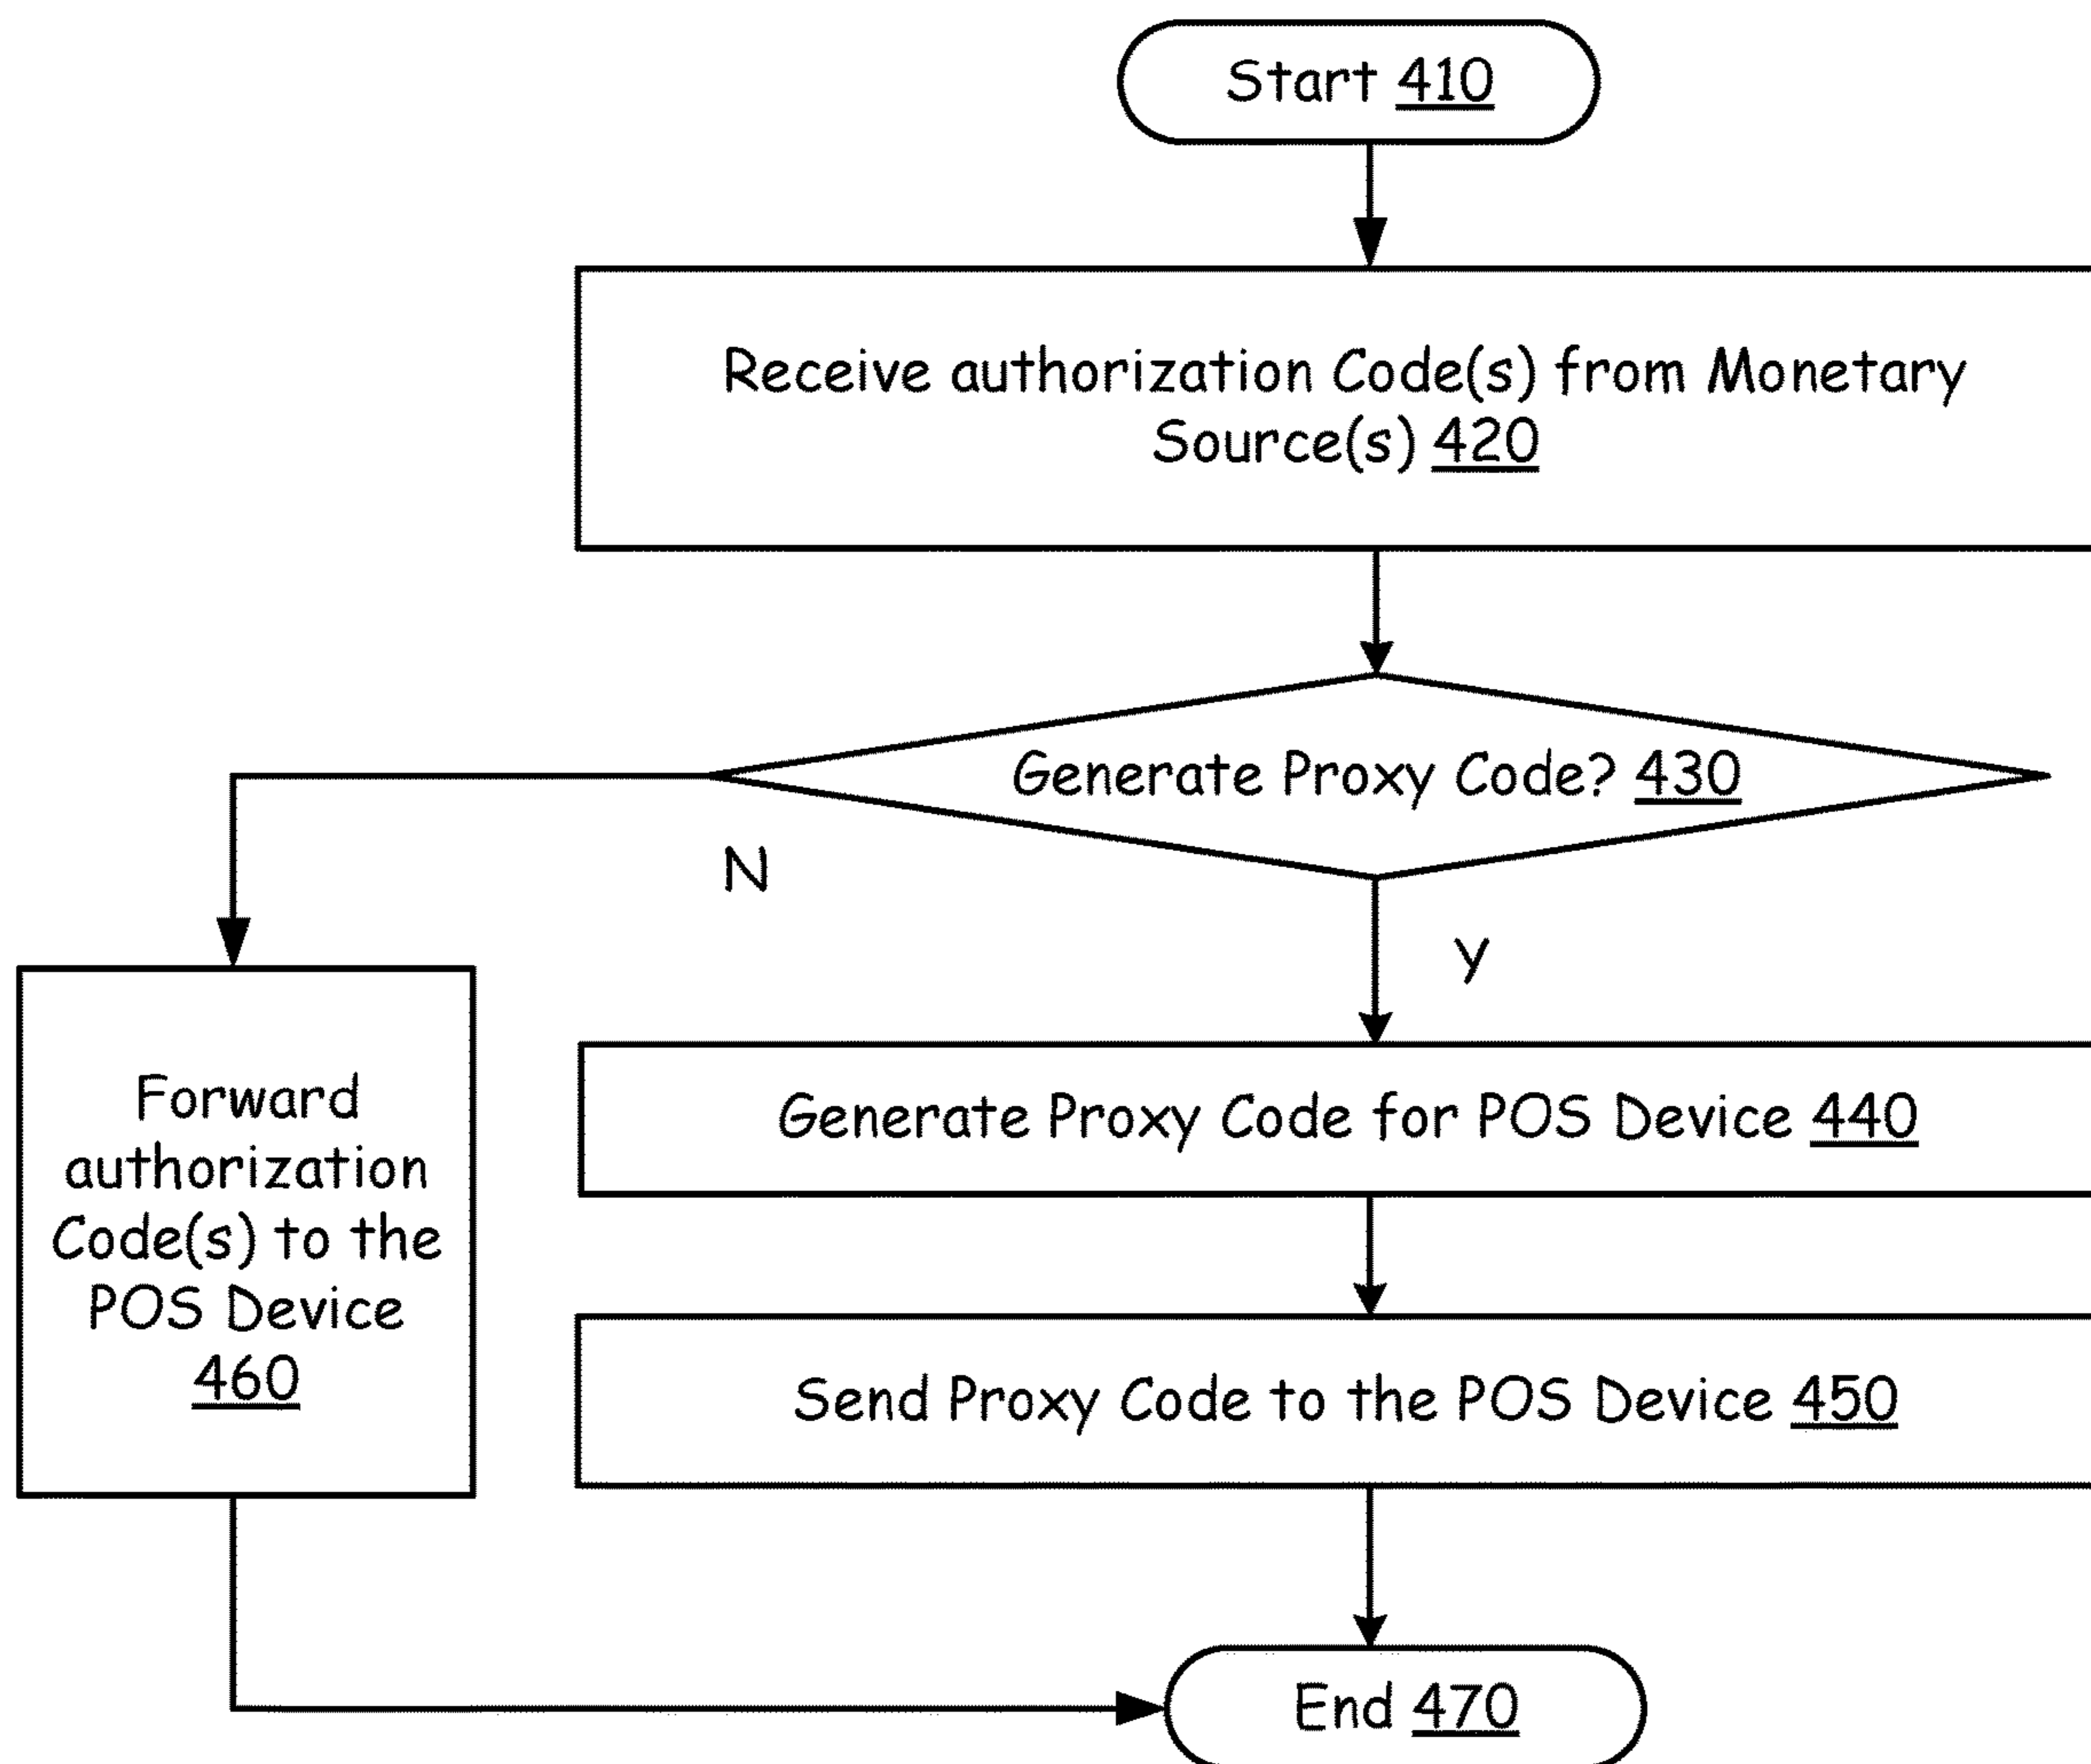 Start 410
Receive authorization Code(s) from Monetary
Source(s) 420
Generate Proxy Code? 430
N
Y
Generate Proxy Code for POS Device 440
Forward
authorization
Code(s) to the
POS Device
460
Send Proxy Code to the POS Device 450
End 470